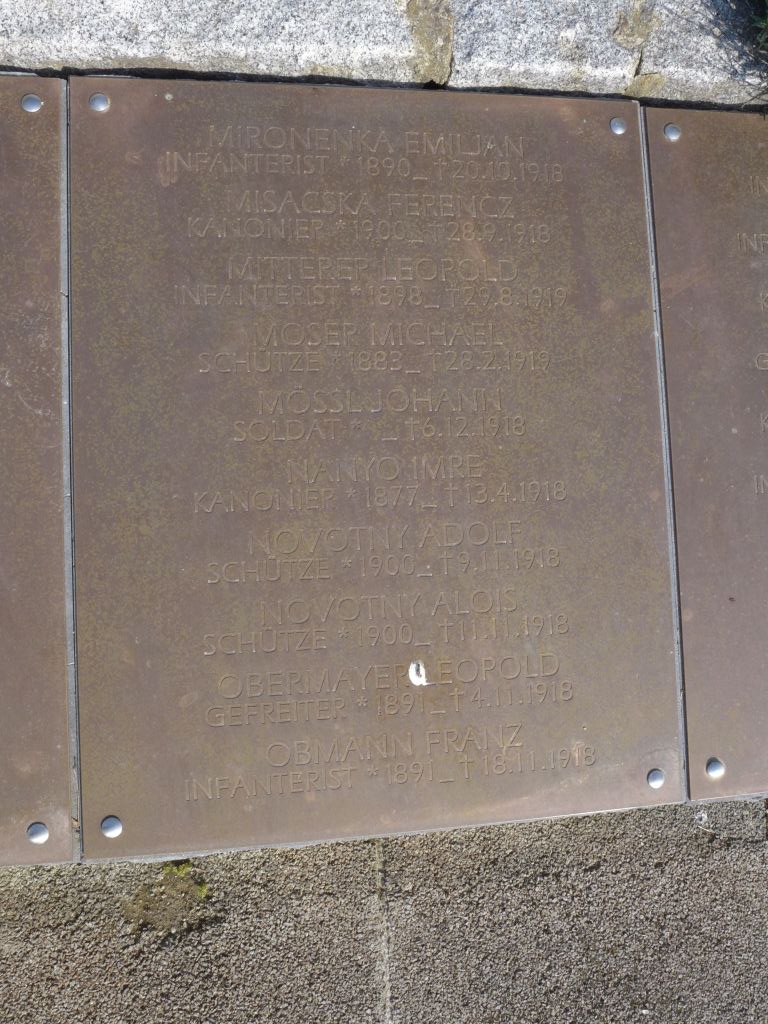 MIRONENKA EMILJAN
INFANTERIST *1890_ †20.10.1918
MISACSKA FERENCZ
KANONIER *1900_ †28.9.1918
MITTERER LEOPOLD
INFANTERIST *1898_ †29.8.1919
MOSER MICHAEL
SCHÜTZE *1883_ †28.2.1919
MÖSSL JOHANN
SOLDAT * _ †6.12.1918
NANYO IMRE
KANONIER *1877_ †13.4.1918
NOVOTNY ADOLF
SCHÜTZE *1900_ †9.11.1918
NOVOTNY ALOIS
SCHÜTZE *1900_ †11.11.1918
OBERMAYER LEOPOLD
GEFREITER *1891_ †4.11.1918
OBMANN FRANZ
INFANTERIST *1891_ †18.11.1918